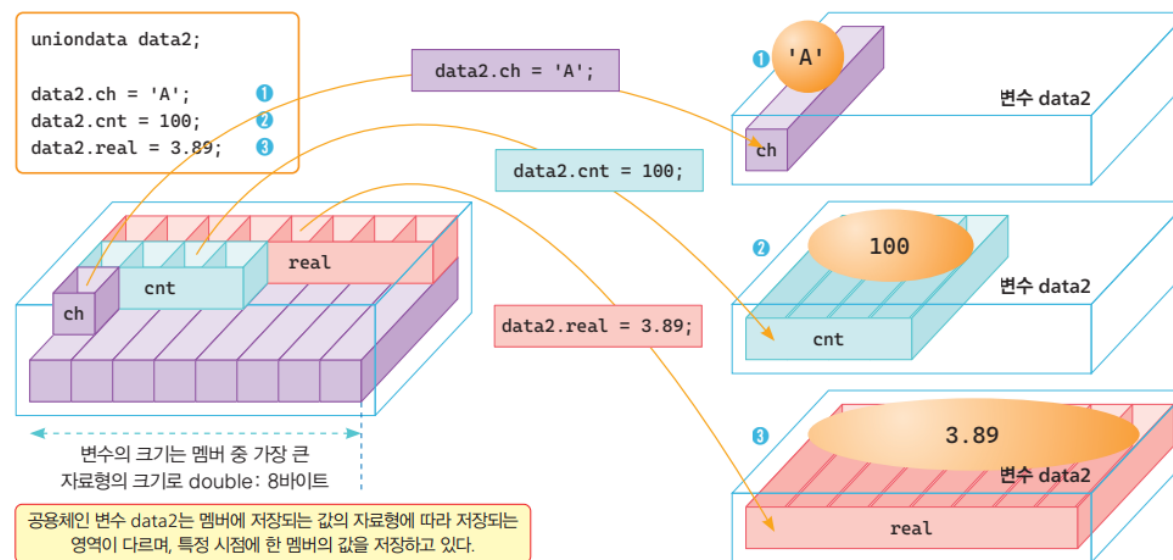 uniondata data2;
data2.ch = 'A'; ①
data2.cnt = 100; ②
data2.real = 3.89; ③
data2.ch = 'A';
data2.cnt = 100;
data2.real = 3.89;
real
cnt
ch
변수의 크기는 멤버 중 가장 큰
자료형의 크기로 double: 8바이트
공용체인 변수 data2는 멤버에 저장되는 값의 자료형에 따라 저장되는
영역이 다르며, 특정 시점에 한 멤버의 값을 저장하고 있다.
① 'A'
변수 data2
ch
② 100
변수 data2
cnt
③ 3.89
변수 data2
real